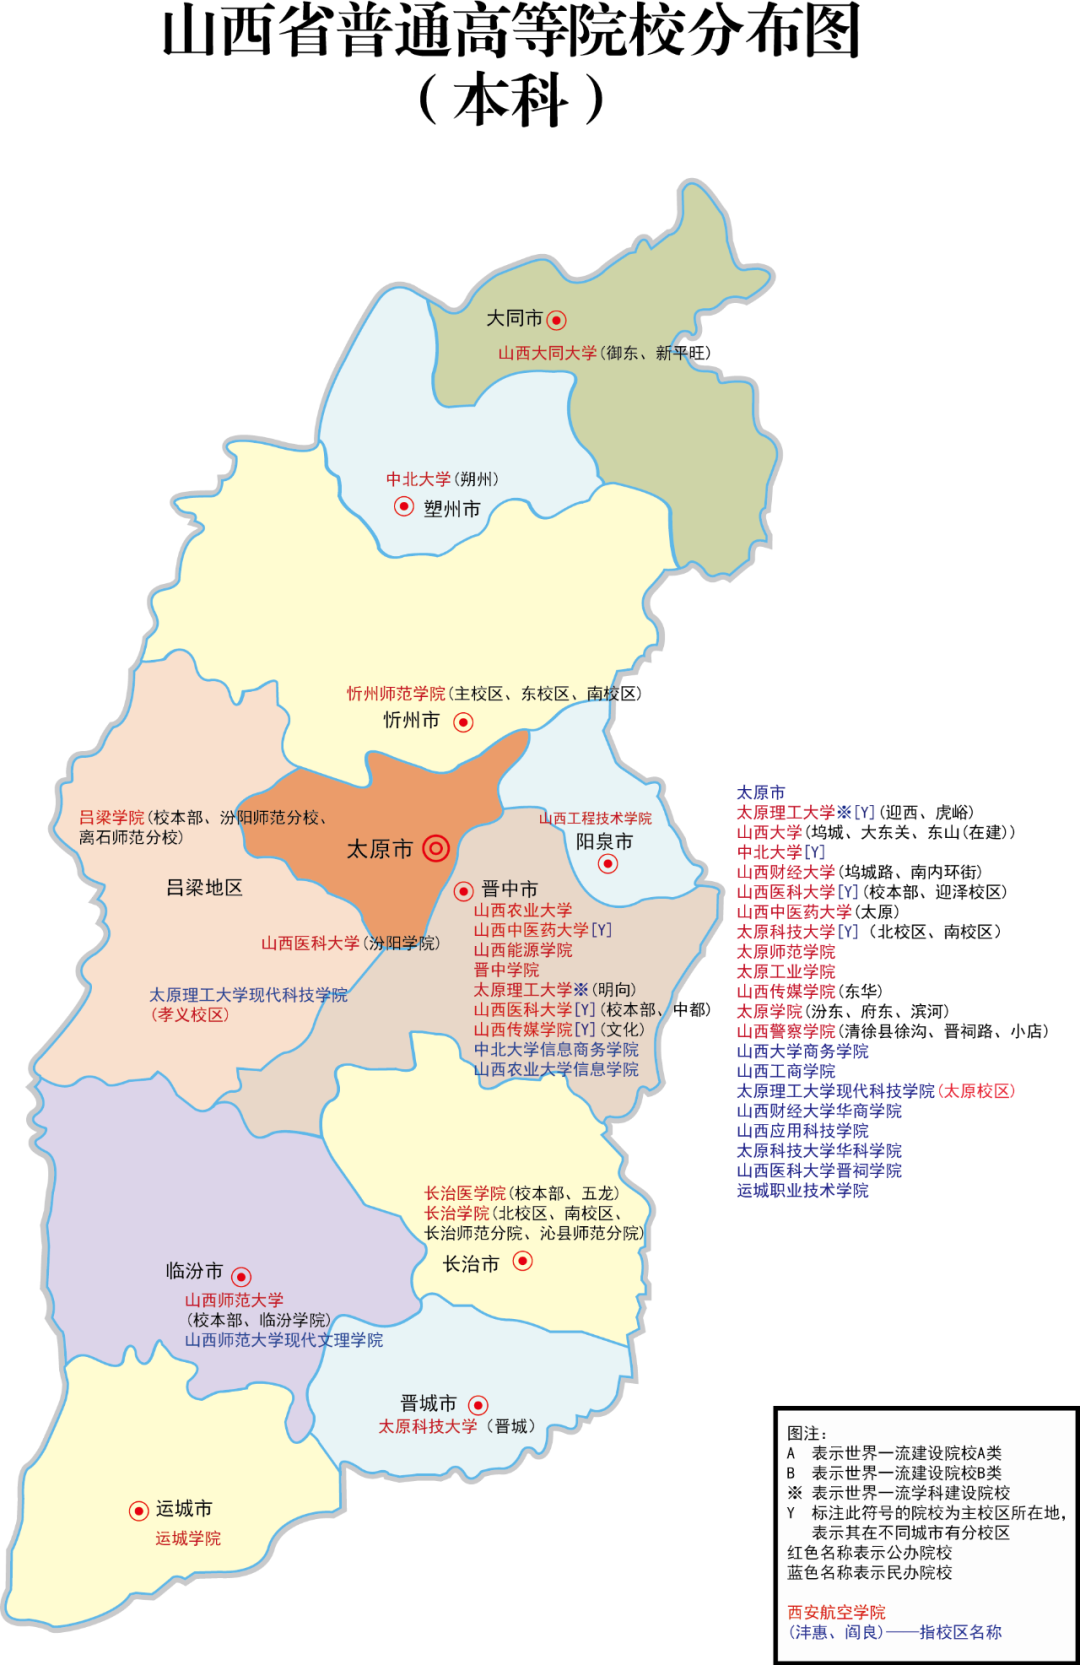 山西省普通高等院校分布图
（本科）
大同市
山西大同大学(御东、新平旺)
中北大学(朔州)
塑州市
忻州师范学院(主校区、东校区、南校区)
忻州市
吕梁学院(校本部、汾阳师范分校、
离石师范分校)
吕梁地区
山西医科大学(汾阳学院)
太原理工大学现代科技学院
(孝义校区)
太原市
山西工程技术学院
阳泉市
晋中市
山西农业大学
山西中医药大学[Y]
山西能源学院
晋中学院
太原理工大学※(明向)
山西医科大学[Y](校本部、中都)
山西传媒学院[Y](文化)
中北大学信息商务学院
山西农业大学信息学院
太原市
太原理工大学※[Y](迎西、虎峪)
山西大学(坞城、大东关、东山(在建))
中北大学[Y]
山西财经大学(坞城路、南内环街)
山西医科大学[Y](校本部、迎泽校区)
山西中医药大学(太原)
太原科技大学[Y]（北校区、南校区）
太原师范学院
太原工业学院
山西传媒学院(东华)
太原学院(汾东、府东、滨河)
山西警察学院(清徐县徐沟、晋祠路、小店)
山西大学商务学院
山西工商学院
太原理工大学现代科技学院(太原校区)
山西财经大学华商学院
山西应用科技学院
太原科技大学华科学院
山西医科大学晋祠学院
运城职业技术学院
长治医学院(校本部、五龙)
长治学院(北校区、南校区、
长治师范分院、沁县师范分院)
长治市
临汾市
山西师范大学
(校本部、临汾学院)
山西师范大学现代文理学院
晋城市
太原科技大学（晋城）
运城市
运城学院
图注：
A 表示世界一流建设院校A类
B 表示世界一流建设院校B类
※ 表示世界一流学科建设院校
Y 标注此符号的院校为主校区所在地，
表示其在不同城市有分校区
红色名称表示公办院校
蓝色名称表示民办院校
西安航空学院
(沣惠、阎良)——指校区名称